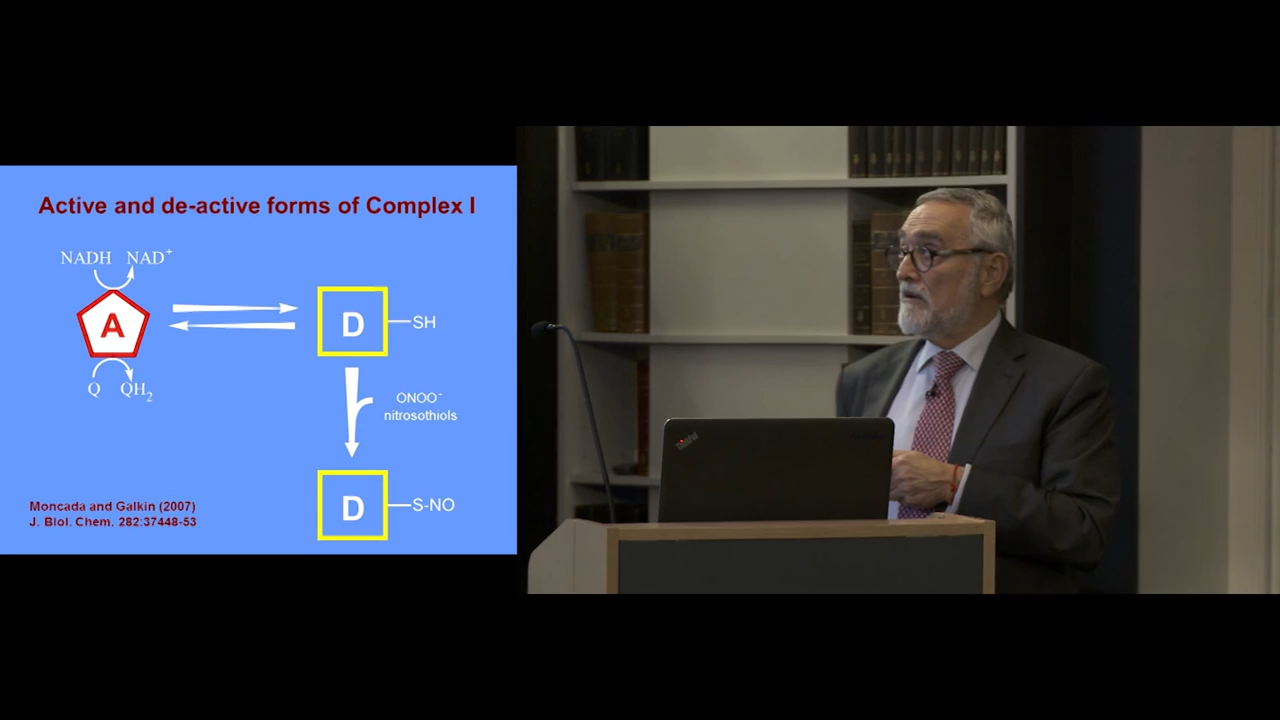 Active and de-active forms of Complex I
NADH NAD+
A
Q QH2
D SH
ONOO-
nitrosothiols
D S-NO
Moncada and Galkin (2007)
J. Biol. Chem. 282:37448-53
ThinkPad